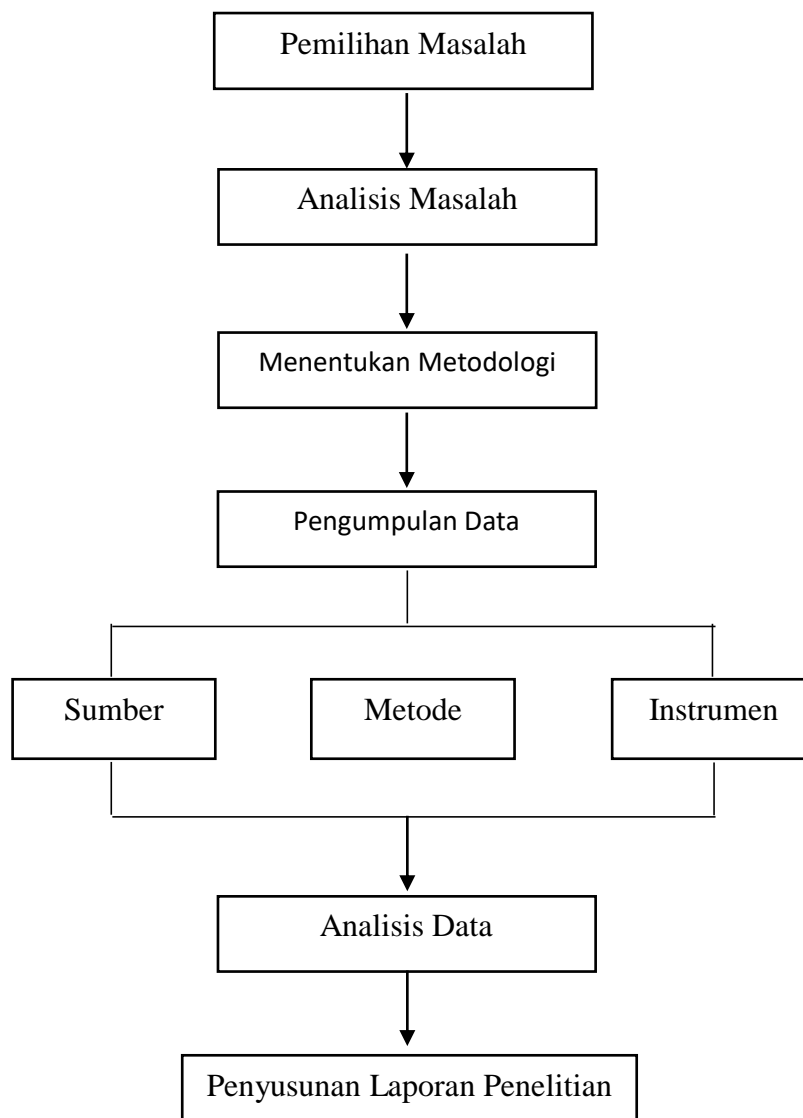 Pemilihan Masalah
Analisis Masalah
Menentukan Metodologi
Pengumpulan Data
Sumber
Metode
Instrumen
Analisis Data
Penyusunan Laporan Penelitian